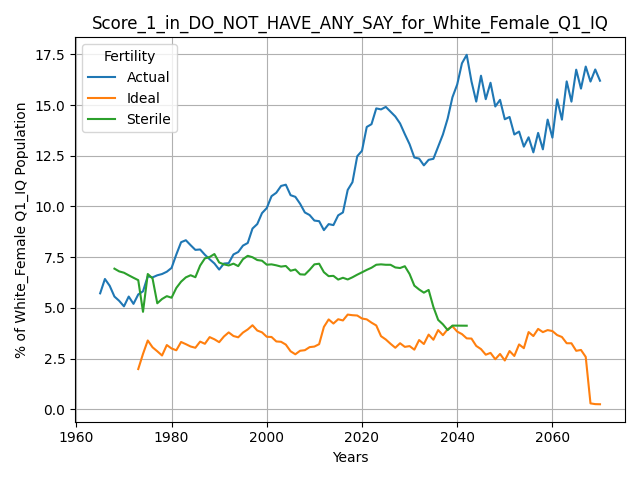 Score_1_in_DO_NOT_HAVE_ANY_SAY_for_White_Female_Q1_IQ
Fertility
Actual
Ideal
Sterile
% of White_Female Q1_IQ Population
17.5
15.0
12.5
10.0
7.5
5.0
2.5
0.0
1960
1980
2000
2020
2040
2060
Years